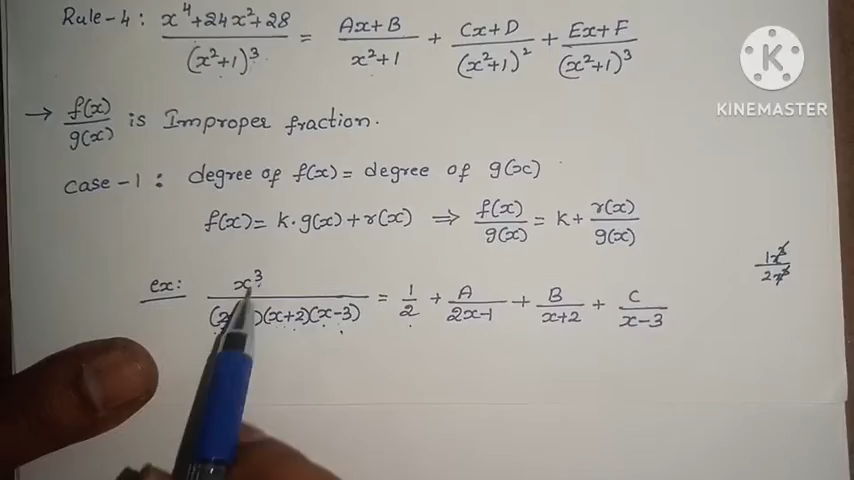 Rule-4: x⁴+24x²+28 / (x²+1)³ = Ax+B / x²+1 + Cx+D / (x²+1)² + Ex+F / (x²+1)³
KINEMASTER
→ f(x)/g(x) is Improper fraction.
case-1: degree of f(x) = degree of g(x)
f(x) = k.g(x)+r(x) ⇒ f(x)/g(x) = k + r(x)/g(x)
1x³/2x³
ex: x³ / (2 )(x+2)(x-3) = 1/2 + A/2x-1 + B/x+2 + C/x-3